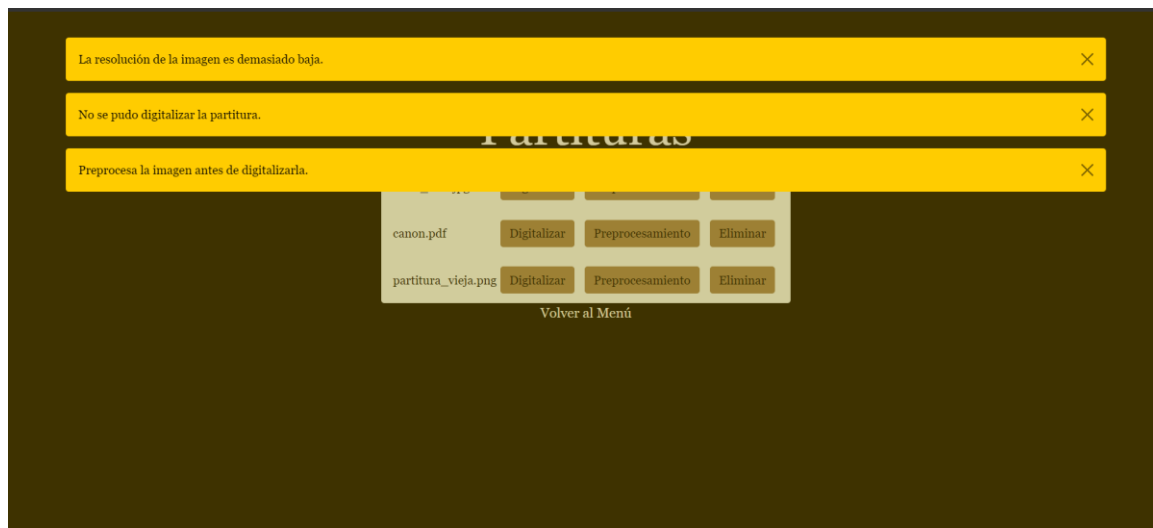 La resolución de la imagen es demasiado baja.
No se pudo digitalizar la partitura.
Partituras
Preprocesa la imagen antes de digitalizarla.
canon.pdf Digitalizar Preprocesamiento Eliminar
partitura_vieja.png Digitalizar Preprocesamiento Eliminar
Volver al Menú